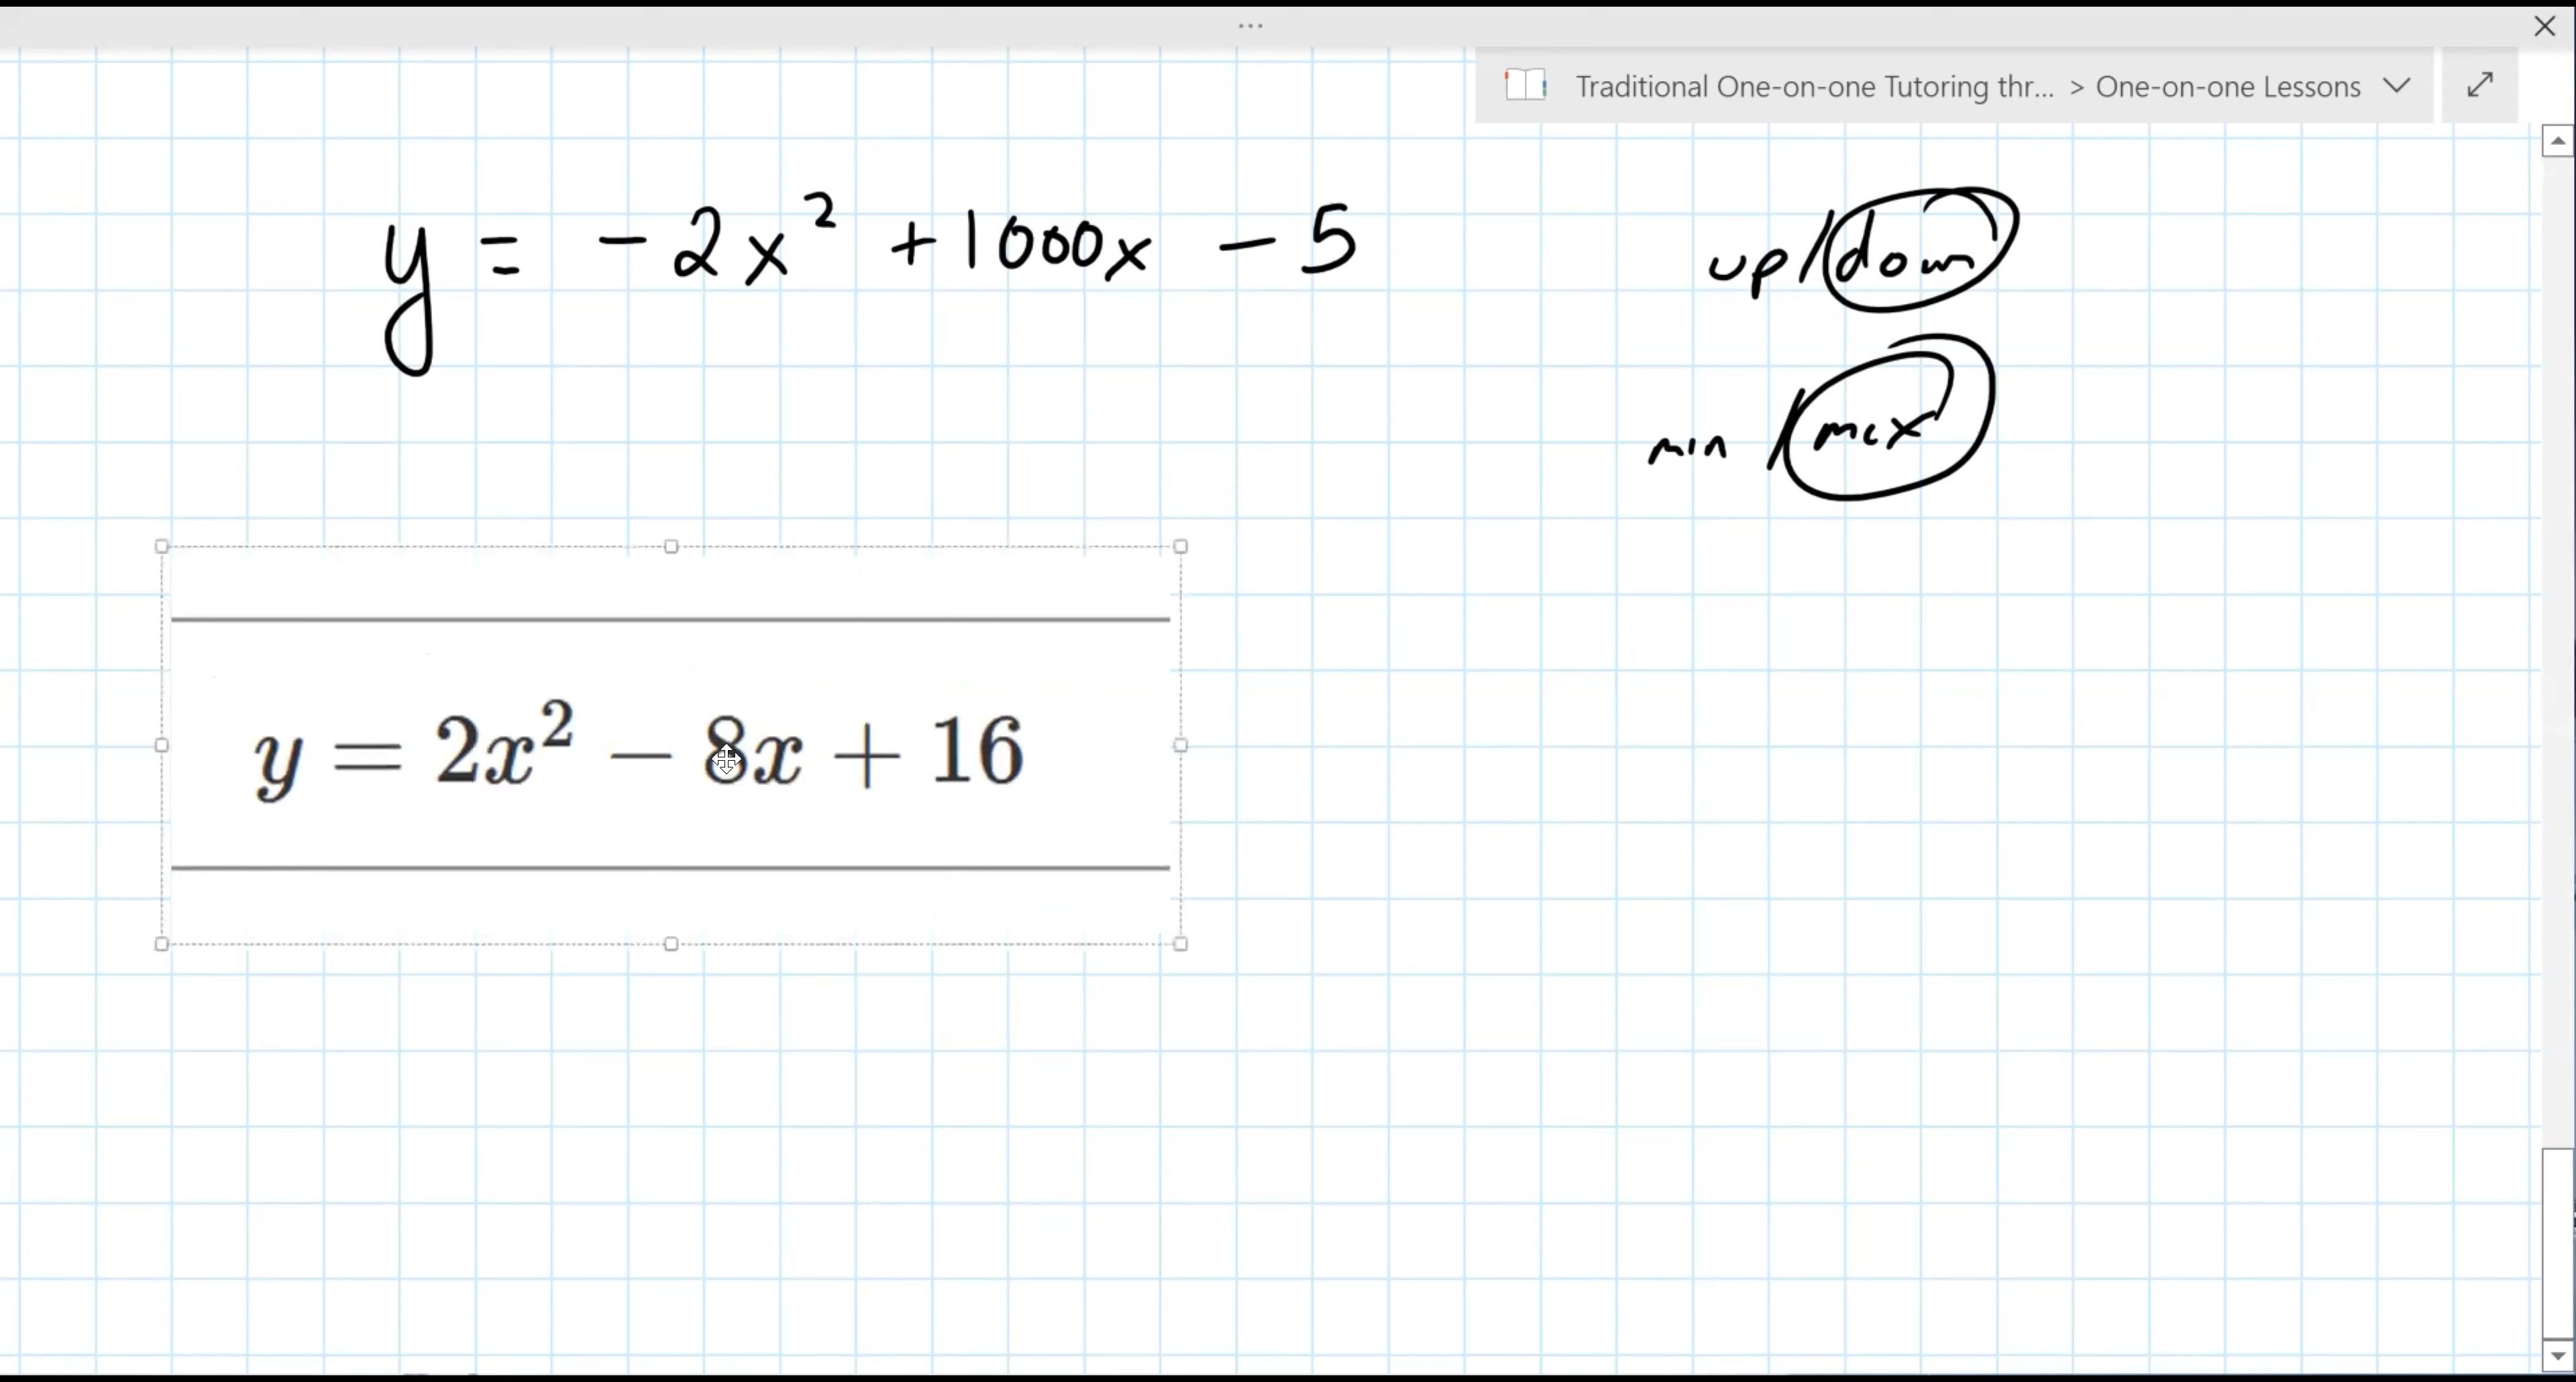 Traditional One-on-one Tutoring thr... > One-on-one Lessons
y = -2x² +1000x - 5
up/down
min/max
y = 2x² − 8x + 16